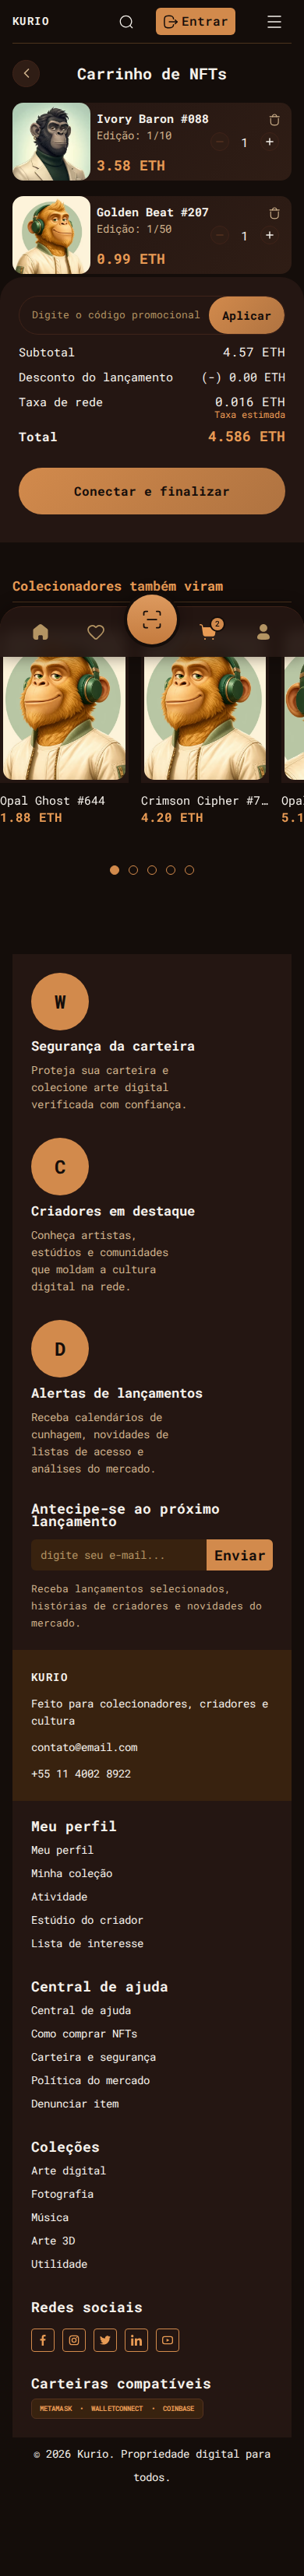 KURIO
Entrar
Carrinho de NFTs
Ivory Baron #088
Edição: 1/10
1
3.58 ETH
Golden Beat #207
Edição: 1/50
1
0.99 ETH
Digite o código promocional
Aplicar
Subtotal 4.57 ETH
Desconto do lançamento (-) 0.00 ETH
Taxa de rede 0.016 ETH
Taxa estimada
Total 4.586 ETH
Conectar e finalizar
Colecionadores também viram
2
Opal Ghost #644 Crimson Cipher #7… Opa
1.88 ETH 4.20 ETH 5.1
W
Segurança da carteira
Proteja sua carteira e
colecione arte digital
verificada com confiança.
C
Criadores em destaque
Conheça artistas,
estúdios e comunidades
que moldam a cultura
digital na rede.
D
Alertas de lançamentos
Receba calendários de
cunhagem, novidades de
listas de acesso e
análises do mercado.
Antecipe-se ao próximo
lançamento
digite seu e-mail...
Enviar
Receba lançamentos selecionados,
histórias de criadores e novidades do
mercado.
KURIO
Feito para colecionadores, criadores e
cultura
contato@email.com
+55 11 4002 8922
Meu perfil
Meu perfil
Minha coleção
Atividade
Estúdio do criador
Lista de interesse
Central de ajuda
Central de ajuda
Como comprar NFTs
Carteira e segurança
Política do mercado
Denunciar item
Coleções
Arte digital
Fotografia
Música
Arte 3D
Utilidade
Redes sociais
Carteiras compatíveis
METAMASK • WALLETCONNECT • COINBASE
© 2026 Kurio. Propriedade digital para
todos.